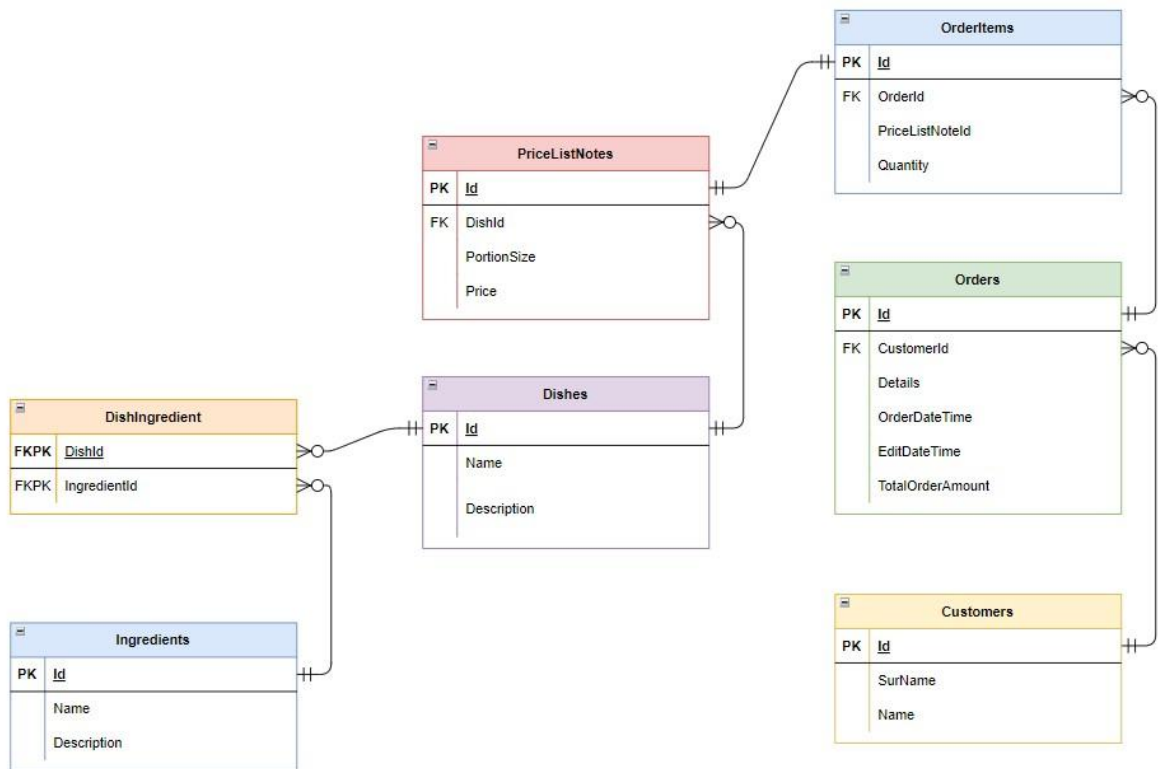 OrderItems
PK Id
FK OrderId
PriceListNoteId
Quantity
PriceListNotes
PK Id
FK DishId
PortionSize
Price
Orders
PK Id
FK CustomerId
Details
OrderDateTime
EditDateTime
TotalOrderAmount
Dishes
PK Id
Name
Description
DishIngredient
FKPK DishId
FKPK IngredientId
Customers
PK Id
SurName
Name
Ingredients
PK Id
Name
Description